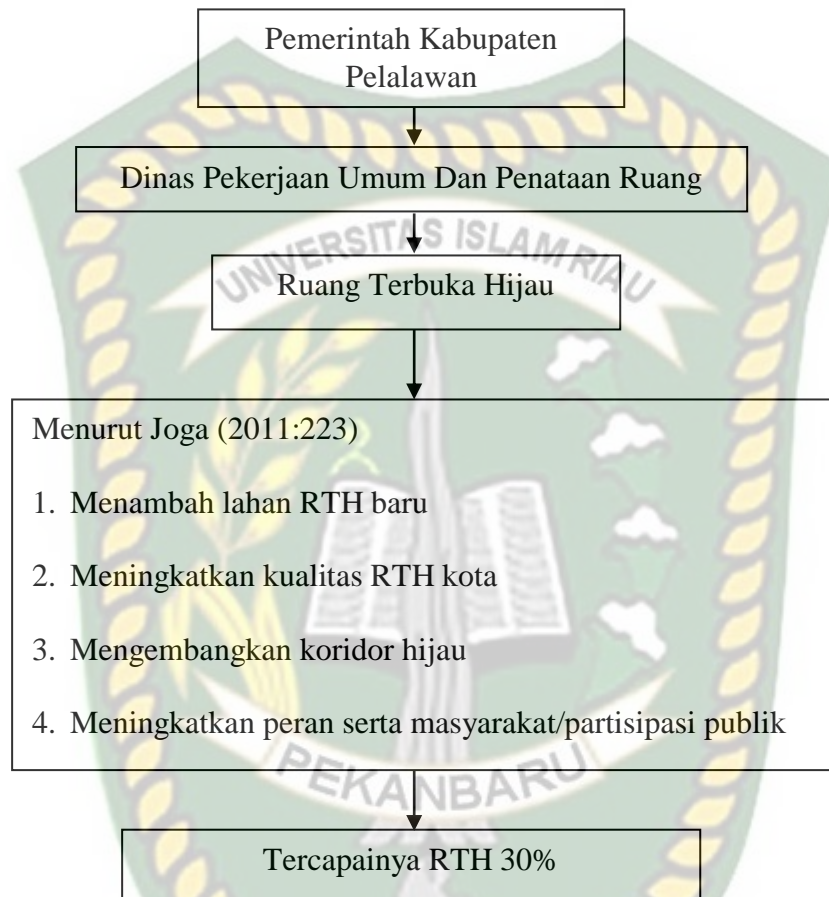 Pemerintah Kabupaten
Pelalawan
Dinas Pekerjaan Umum Dan Penataan Ruang
UNIVERSITAS ISLAM RIAU
Ruang Terbuka Hijau
Menurut Joga (2011:223)
1. Menambah lahan RTH baru
2. Meningkatkan kualitas RTH kota
3. Mengembangkan koridor hijau
4. Meningkatkan peran serta masyarakat/partisipasi publik
PEKANBARU
Tercapainya RTH 30%